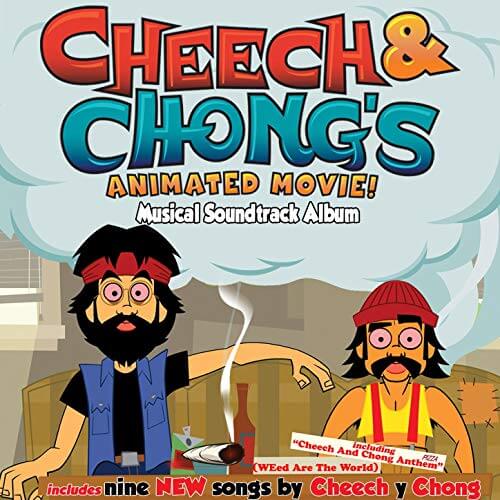 CHEECH &
CHONG'S
ANIMATED MOVIE!
Musical Soundtrack Album
including
"Cheech And Chong Anthem"
PIZZA
(WEed Are The World)
includes nine NEW songs by Cheech y Chong